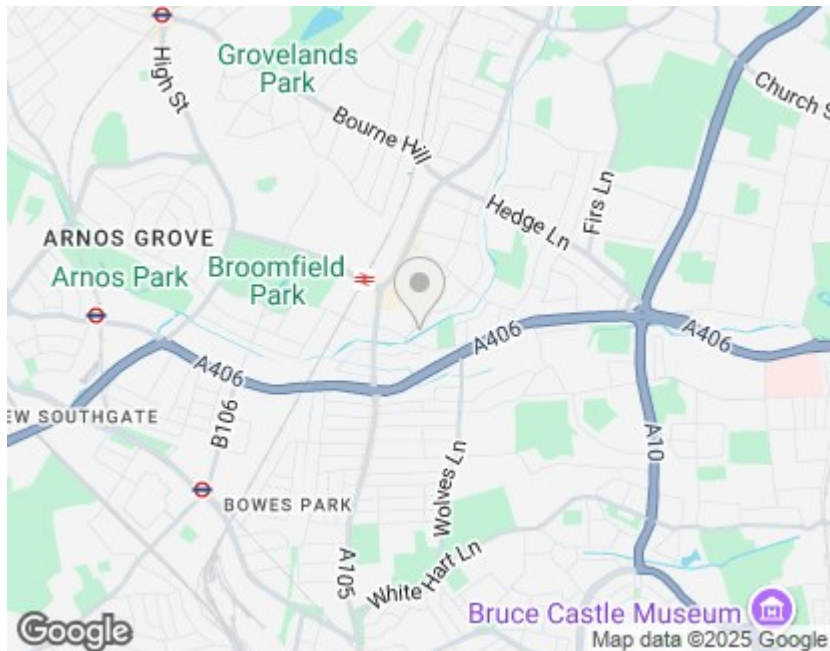 Grovelands
Park
High St
Church S
Bourne Hill
Firs Ln
Hedge Ln
ARNOS GROVE
Arnos Park
Broomfield
Park
A406
A406
A406
EW SOUTHGATE
B106
A10
BOWES PARK
Wolves Ln
A105
White Hart Ln
Bruce Castle Museum
Google
Map data ©2025 Google